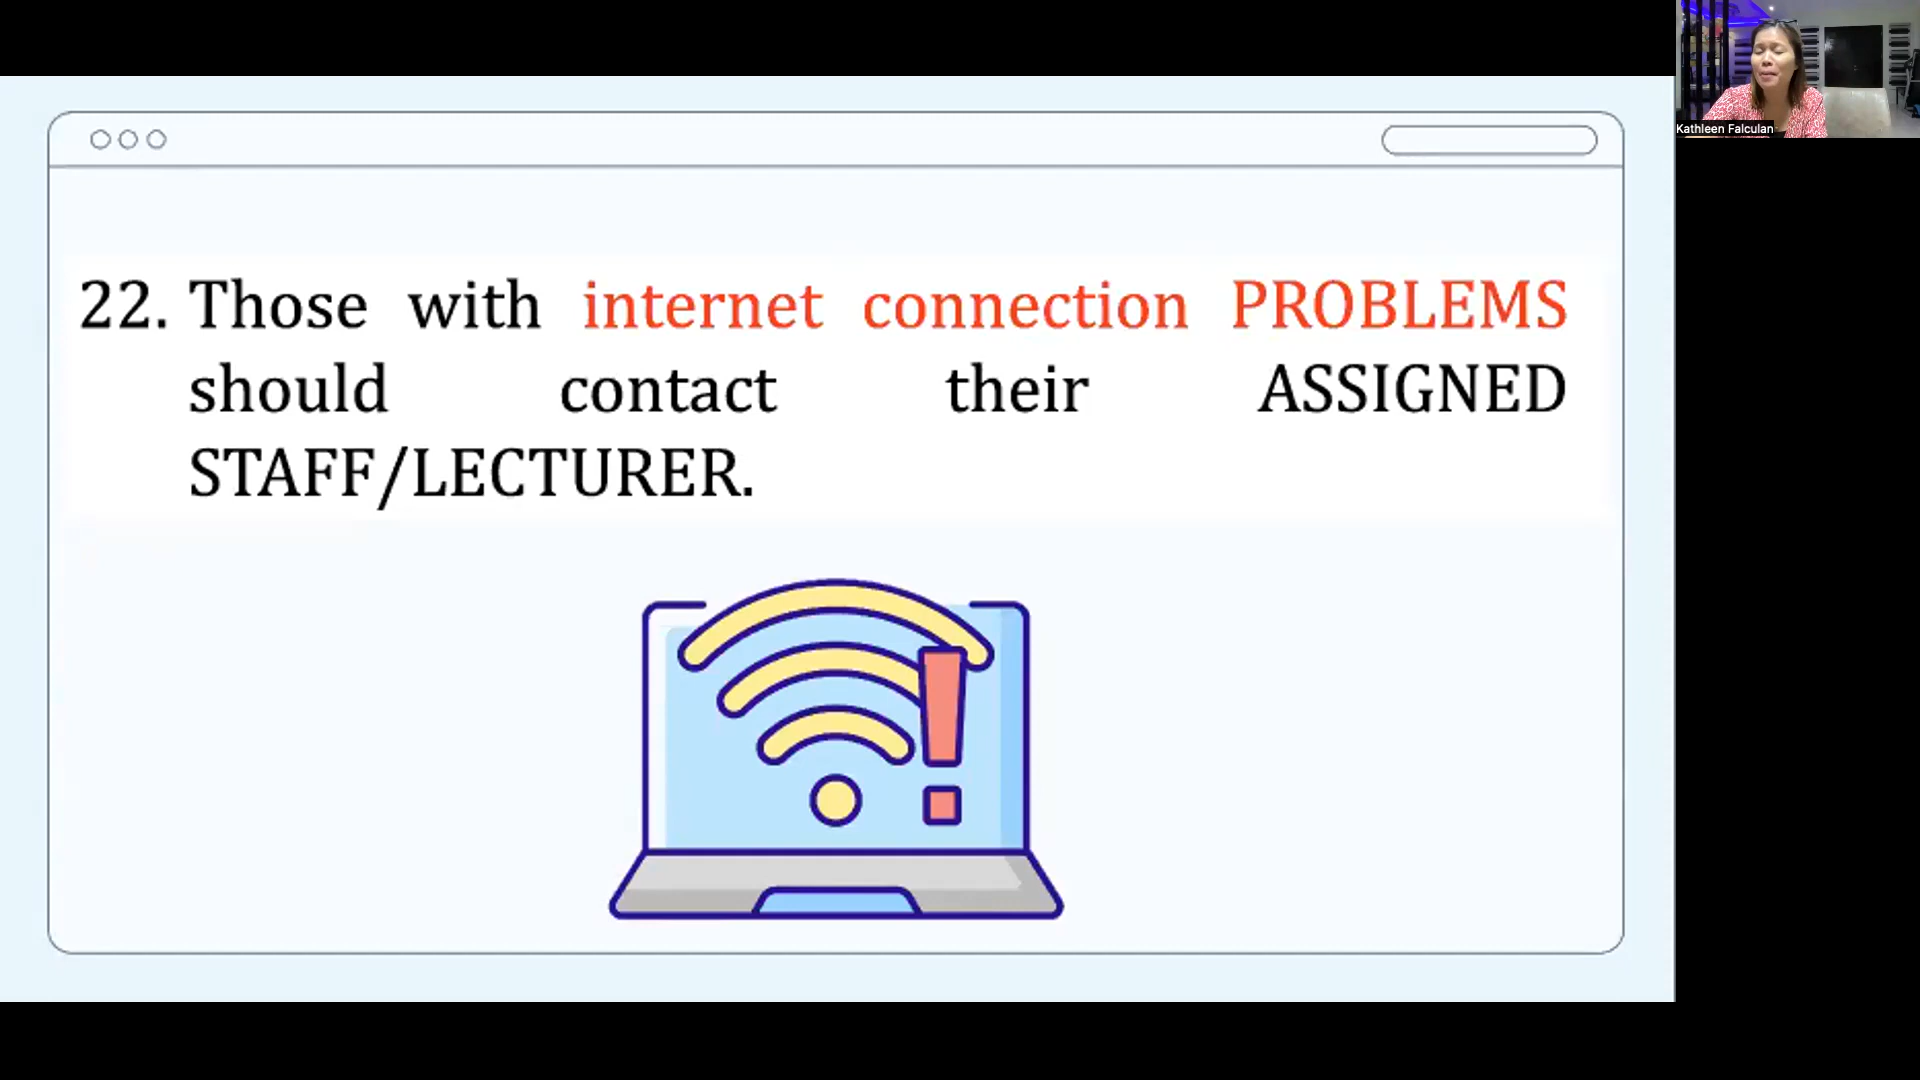 22. Those with internet connection PROBLEMS
should contact their ASSIGNED
STAFF/LECTURER.
Kathleen Falculan